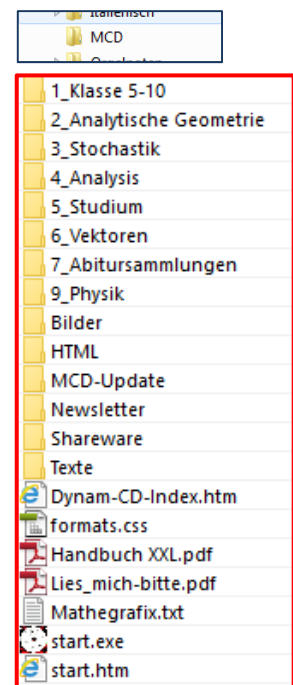 MCD
1_Klasse 5-10
2_Analytische Geometrie
3_Stochastik
4_Analysis
5_Studium
6_Vektoren
7_Abitursammlungen
9_Physik
Bilder
HTML
MCD-Update
Newsletter
Shareware
Texte
Dynam-CD-Index.htm
formats.css
Handbuch XXL.pdf
Lies_mich-bitte.pdf
Mathegrafix.txt
start.exe
start.htm